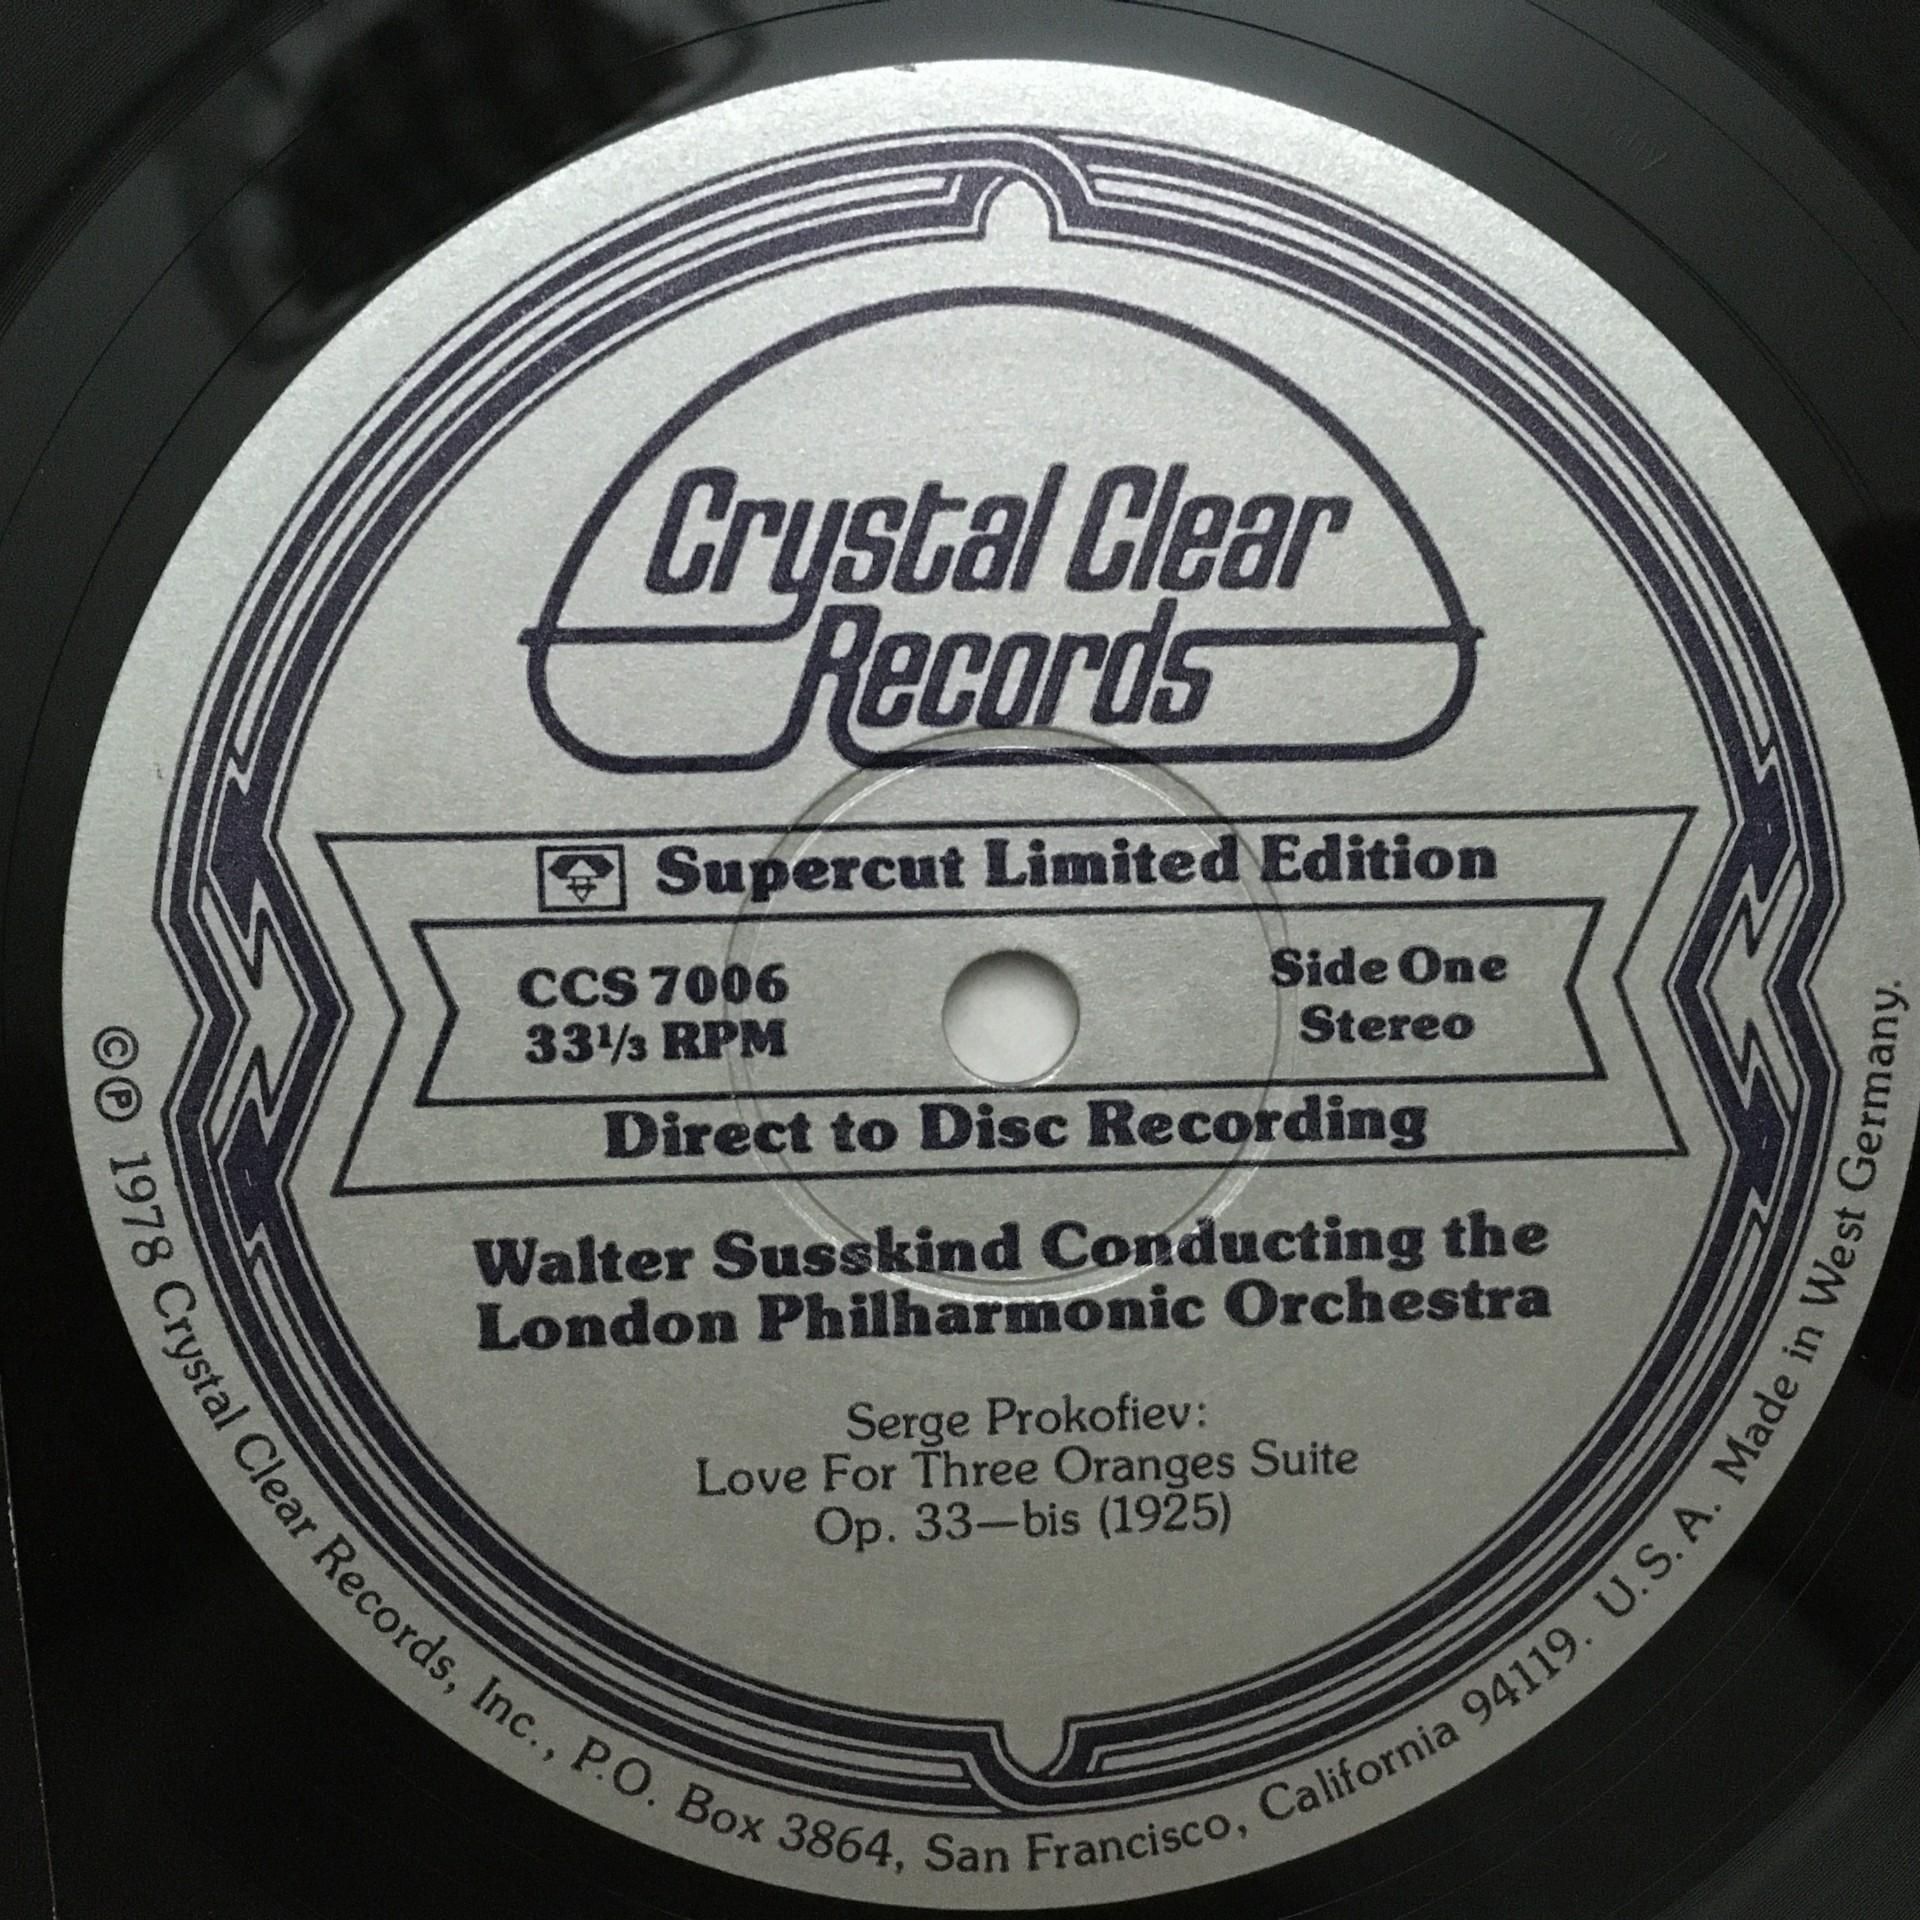 Crystal Clear
Records
Supercut Limited Edition
CCS 7006
33⅓ RPM
Side One
Stereo
Direct to Disc Recording
Walter Susskind Conducting the
London Philharmonic Orchestra
Serge Prokofiev:
Love For Three Oranges Suite
Op. 33—bis (1925)
©℗ 1978 Crystal Clear Records, Inc., P.O. Box 3864, San Francisco, California 94119. U.S.A. Made in West Germany.